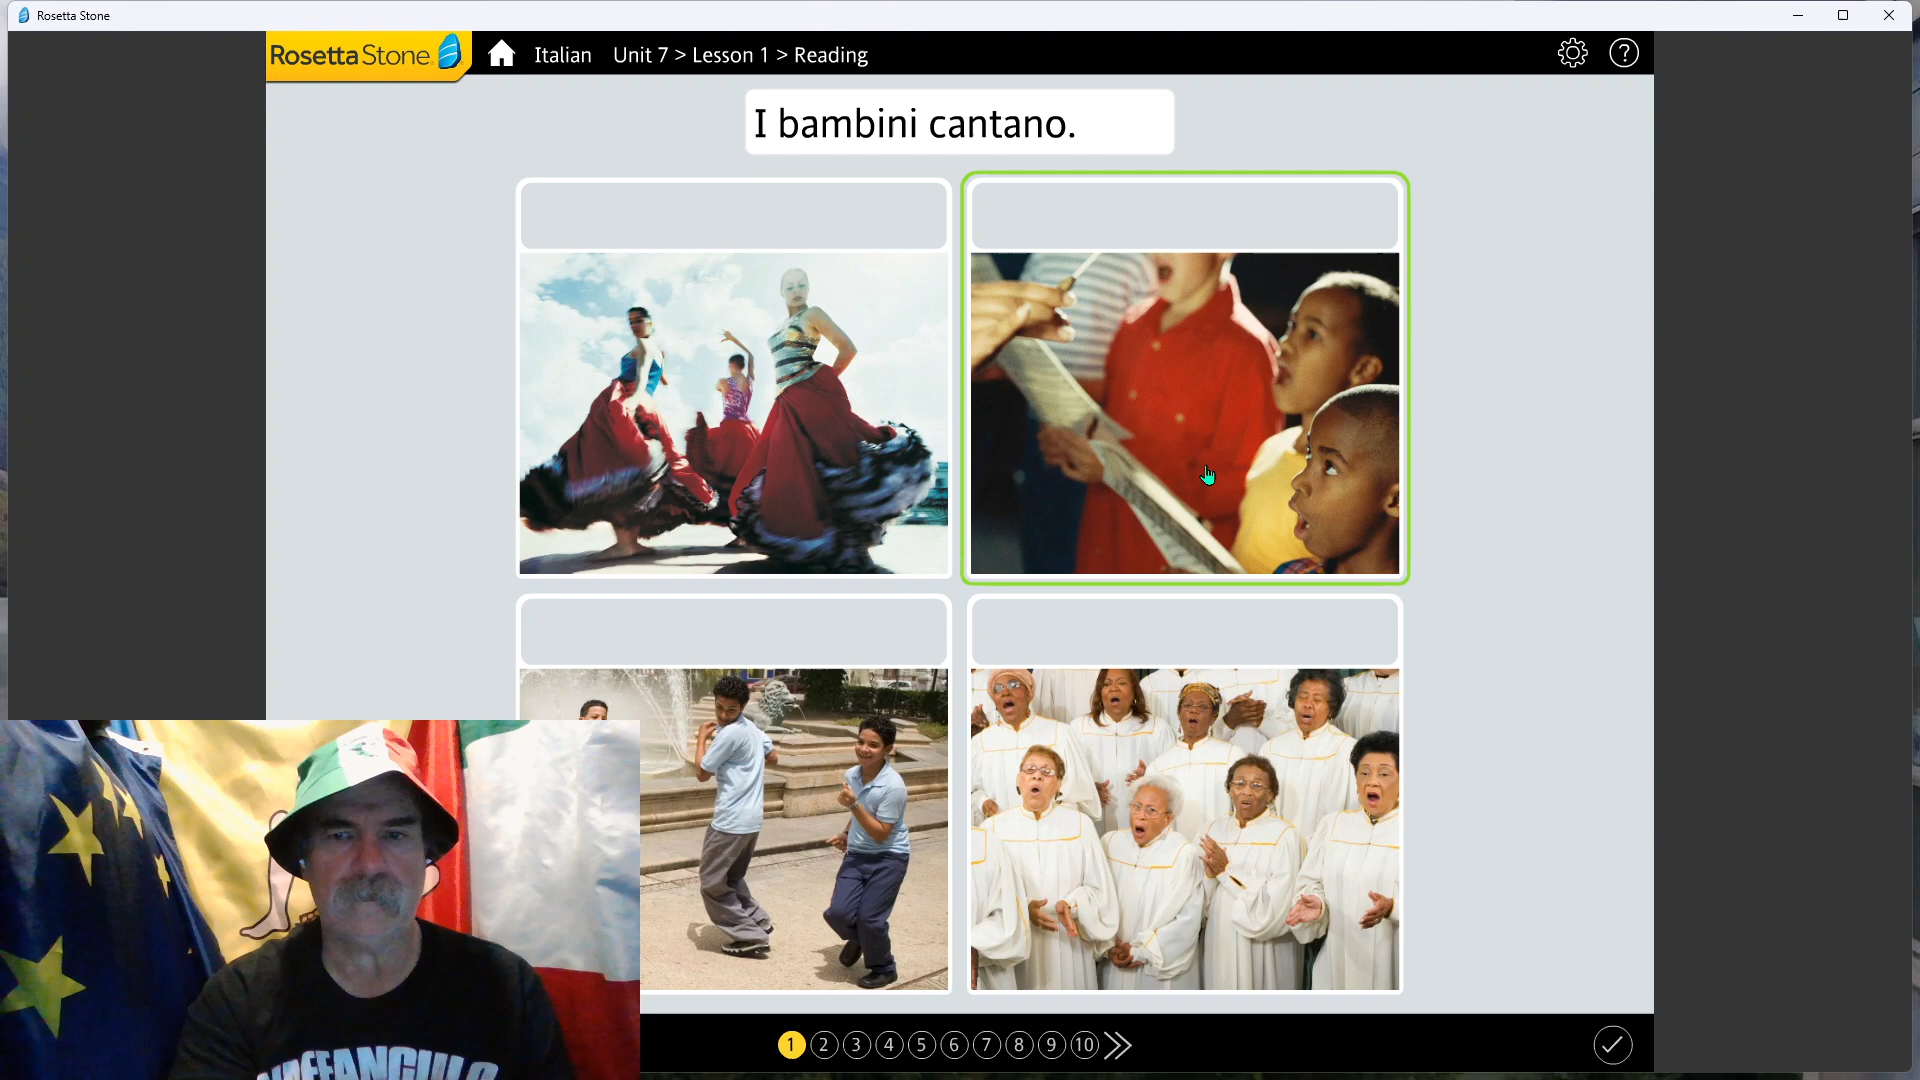 Rosetta Stone
RosettaStone
Italian Unit 7 > Lesson 1 > Reading
?
I bambini cantano.
1 2 3 4 5 6 7 8 9 10
VAFFANCULO